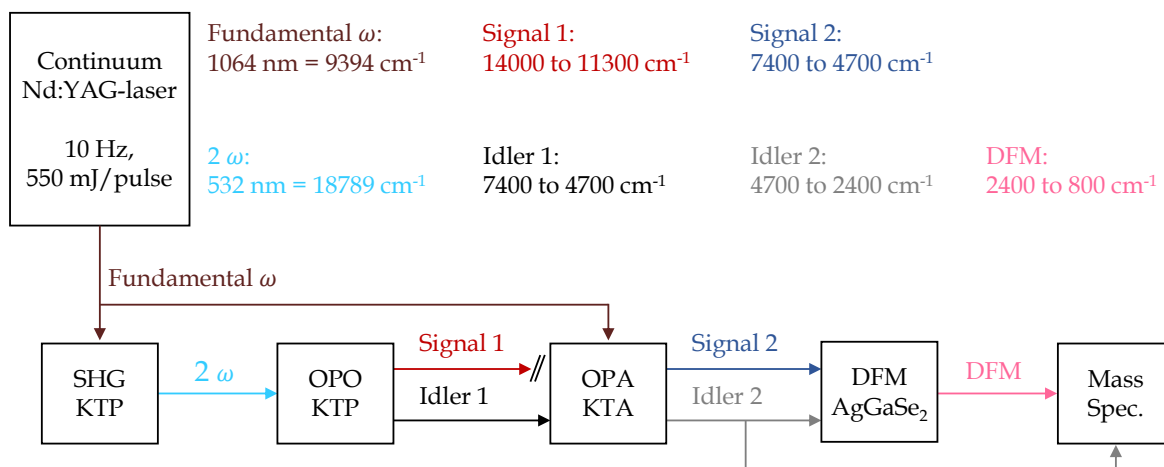 Continuum
Nd:YAG-laser
10 Hz,
550 mJ/pulse
Fundamental ω:
1064 nm = 9394 cm⁻¹
Signal 1:
14000 to 11300 cm⁻¹
Signal 2:
7400 to 4700 cm⁻¹
2 ω:
532 nm = 18789 cm⁻¹
Idler 1:
7400 to 4700 cm⁻¹
Idler 2:
4700 to 2400 cm⁻¹
DFM:
2400 to 800 cm⁻¹
Fundamental ω
SHG
KTP
2 ω
OPO
KTP
Signal 1
Idler 1
OPA
KTA
Signal 2
Idler 2
DFM
AgGaSe₂
DFM
Mass
Spec.